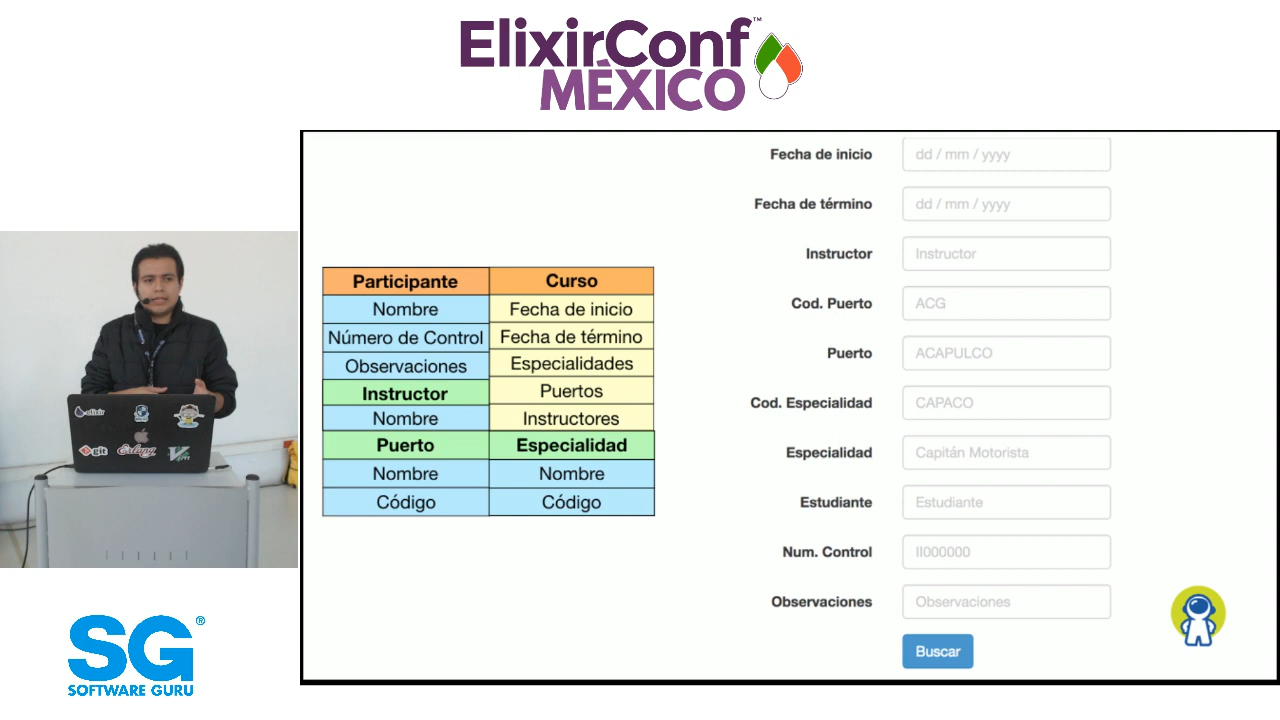 ElixirConf™
MÉXICO
Participante Curso
Nombre Fecha de inicio
Número de Control Fecha de término
Observaciones Especialidades
Instructor Puertos
Nombre Instructores
Puerto Especialidad
Nombre Nombre
Código Código
Fecha de inicio dd / mm / yyyy
Fecha de término dd / mm / yyyy
Instructor Instructor
Cod. Puerto ACG
Puerto ACAPULCO
Cod. Especialidad CAPACO
Especialidad Capitán Motorista
Estudiante Estudiante
Num. Control II000000
Observaciones Observaciones
Buscar
elixir
git
Erlang
SG®
SOFTWARE GURU